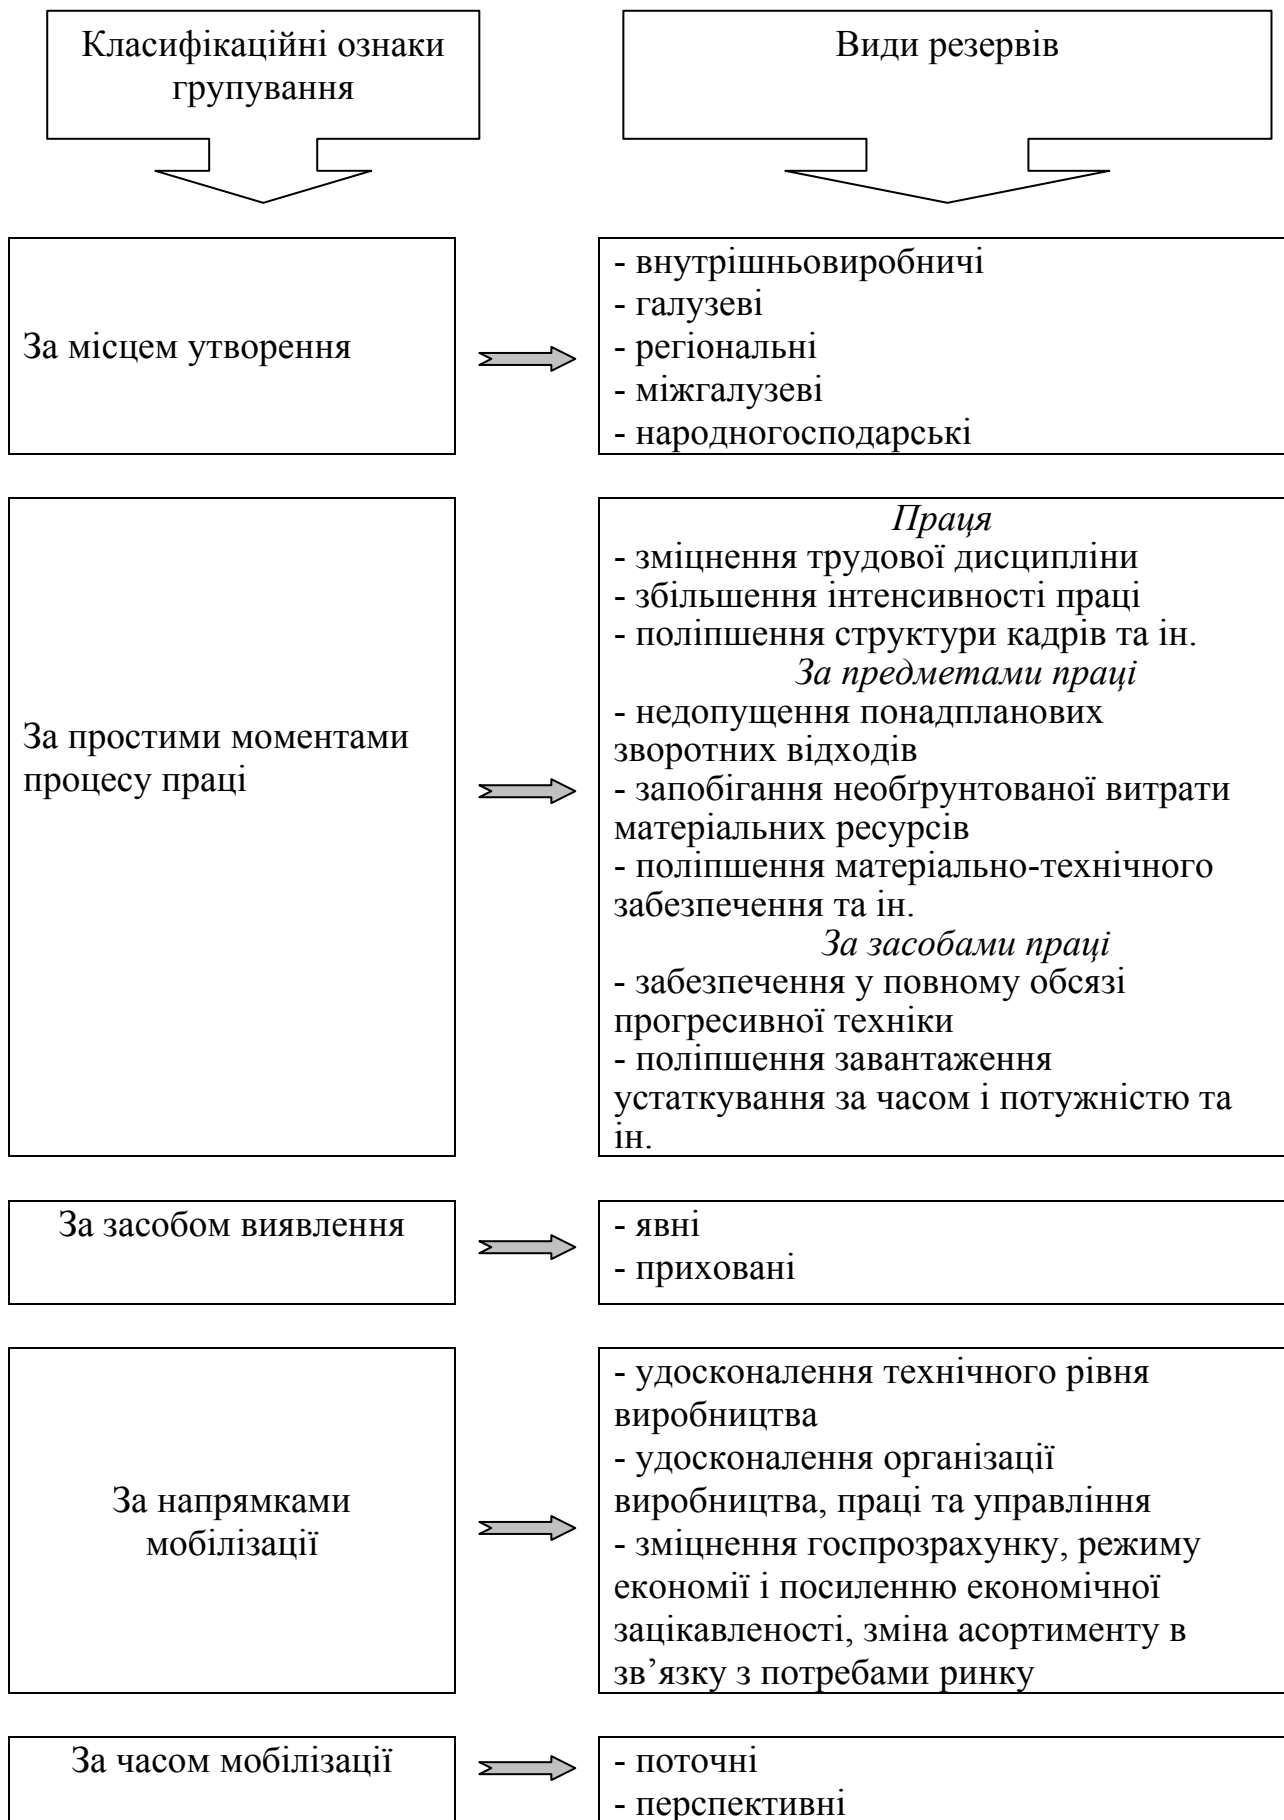 Класифікаційні ознаки
групування
Види резервів
За місцем утворення
- внутрішньовиробничі
- галузеві
- регіональні
- міжгалузеві
- народногосподарські
За простими моментами
процесу праці
Праця
- зміцнення трудової дисципліни
- збільшення інтенсивності праці
- поліпшення структури кадрів та ін.
За предметами праці
- недопущення понадпланових
зворотних відходів
- запобігання необґрунтованої витрати
матеріальних ресурсів
- поліпшення матеріально-технічного
забезпечення та ін.
За засобами праці
- забезпечення у повному обсязі
прогресивної техніки
- поліпшення завантаження
устаткування за часом і потужністю та
ін.
За засобом виявлення
- явні
- приховані
За напрямками
мобілізації
- удосконалення технічного рівня
виробництва
- удосконалення організації
виробництва, праці та управління
- зміцнення госпрозрахунку, режиму
економії і посиленню економічної
зацікавленості, зміна асортименту в
зв’язку з потребами ринку
За часом мобілізації
- поточні
- перспективні